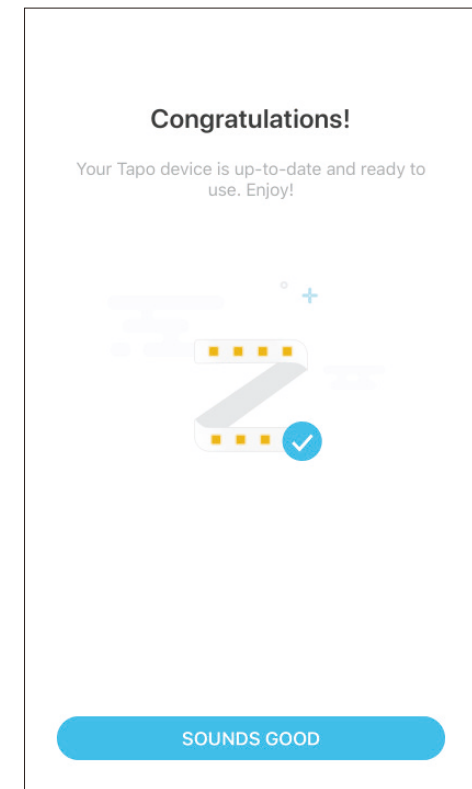 Congratulations!
Your Tapo device is up-to-date and ready to
use. Enjoy!
SOUNDS GOOD